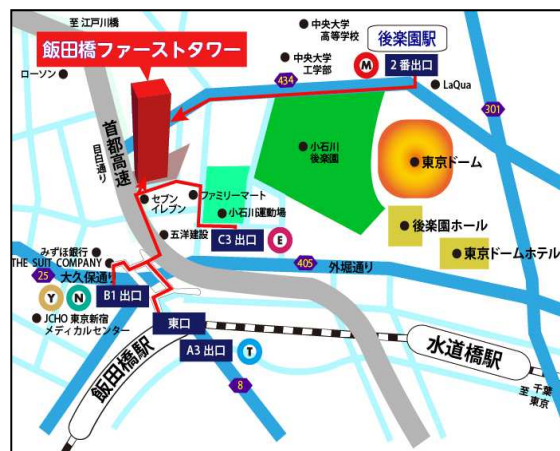 至 江戸川橋
飯田橋ファーストタワー
ローソン
中央大学
高等学校
中央大学
工学部
後楽園駅
M
2 番出口
434
LaQua
301
首都高速
目白通り
小石川
後楽園
東京ドーム
セブン
イレブン
ファミリーマート
小石川運動場
五洋建設
C3 出口
E
後楽園ホール
東京ドームホテル
みずほ銀行
THE SUIT COMPANY
25
大久保通り
405
外堀通り
Y
N
B1 出口
JCHO 東京新宿
メディカルセンター
東口
A3 出口
T
飯田橋駅
水道橋駅
8
至 千葉
東京